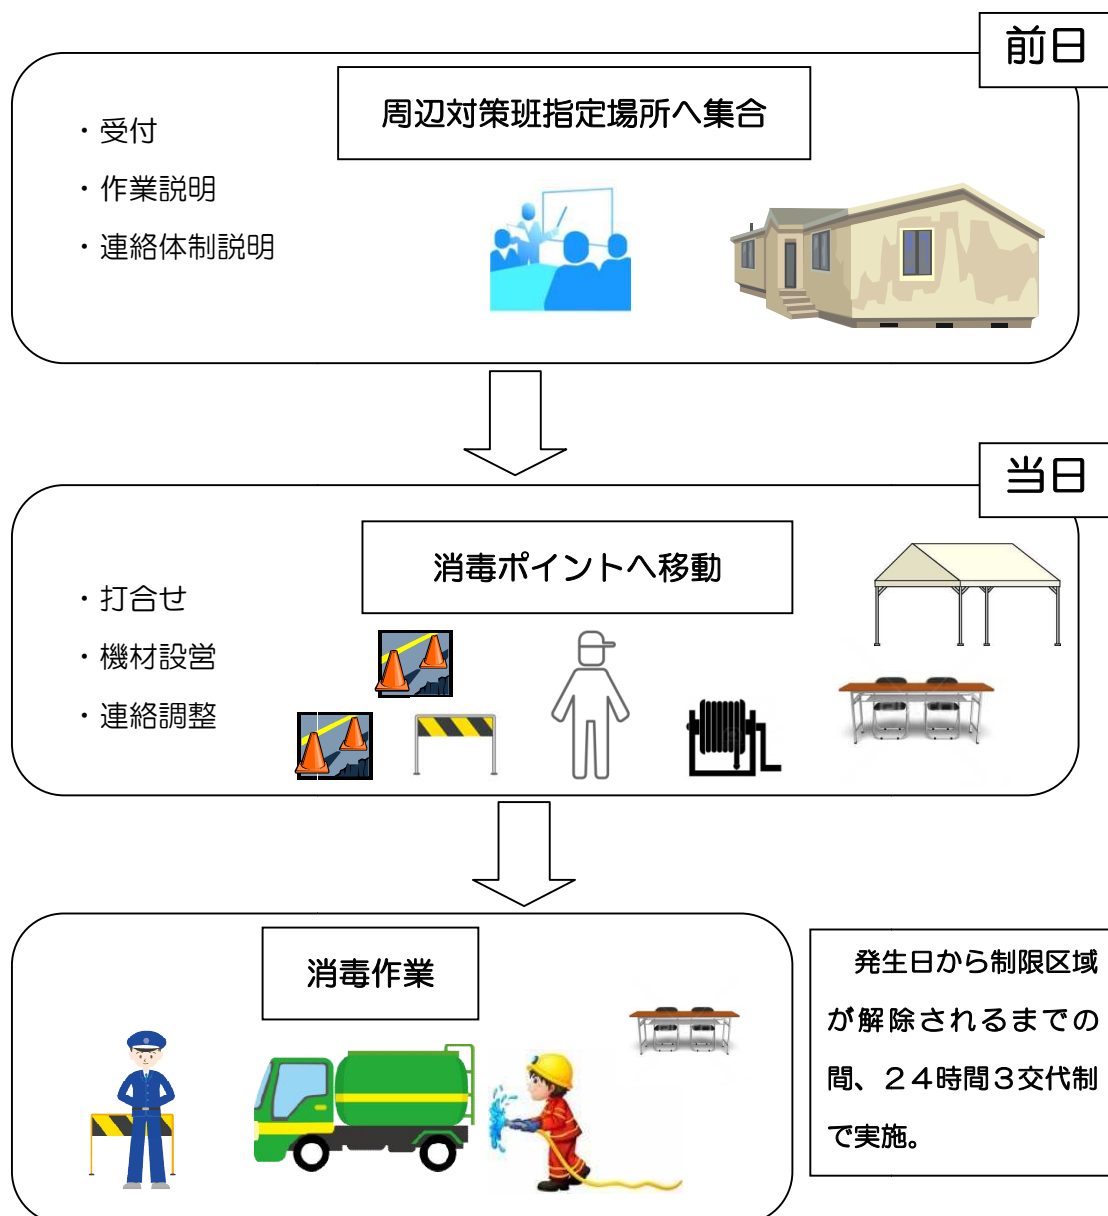 前日
周辺対策班指定場所へ集合
・受付
・作業説明
・連絡体制説明
当日
消毒ポイントへ移動
・打合せ
・機材設営
・連絡調整
消毒作業
発生日から制限区域
が解除されるまでの
間、２４時間３交代制
で実施。